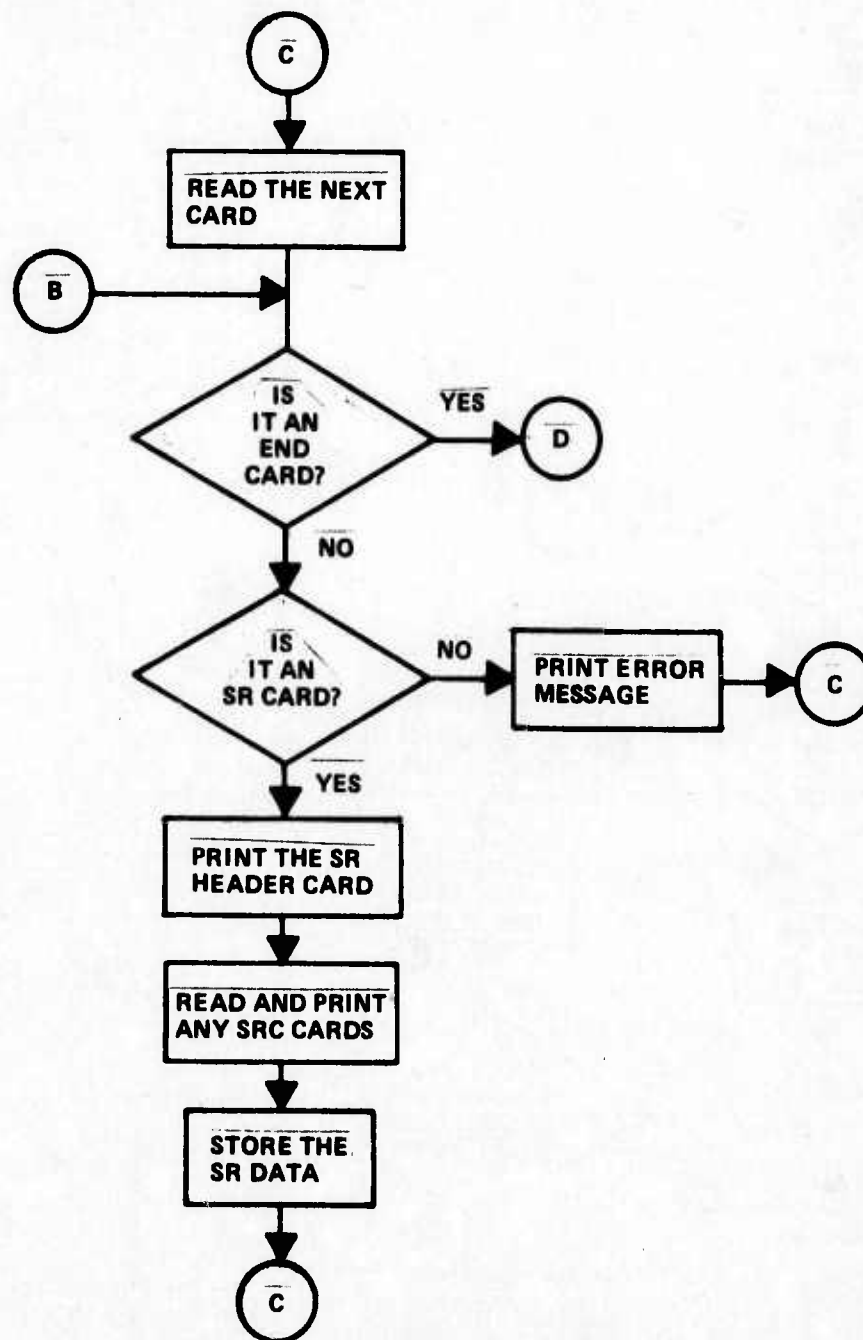 C
READ THE NEXT
CARD
B
IS
IT AN
END
CARD?
YES
D
NO
IS
IT AN
SR CARD?
NO
PRINT ERROR
MESSAGE
C
YES
PRINT THE SR
HEADER CARD
READ AND PRINT
ANY SRC CARDS
STORE THE
SR DATA
C